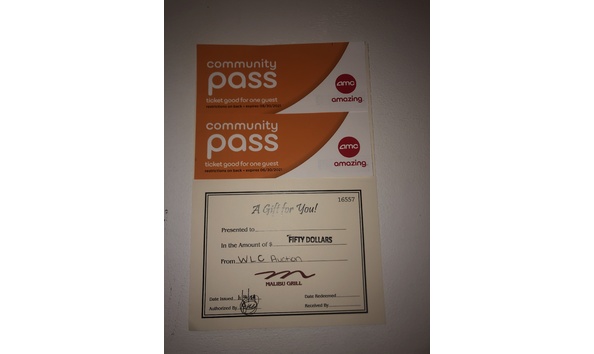 community
pass
ticket good for one guest
amc
amazing.
community
pass
ticket good for one guest
amc
amazing.
16557
A Gift for You!
Presented to
In the Amount of $ FIFTY DOLLARS
From WLC Auction
MALIBU GRILL
Date Issued Date Redeemed
Authorized By Received By